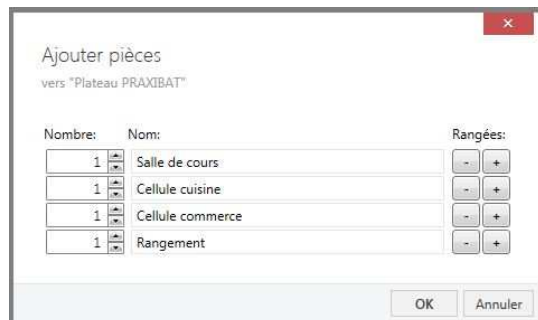 Ajouter pièces
vers "Plateau PRAXIBAT"
Nombre: Nom: Rangées:
1 Salle de cours - +
1 Cellule cuisine - +
1 Cellule commerce - +
1 Rangement - +
OK Annuler